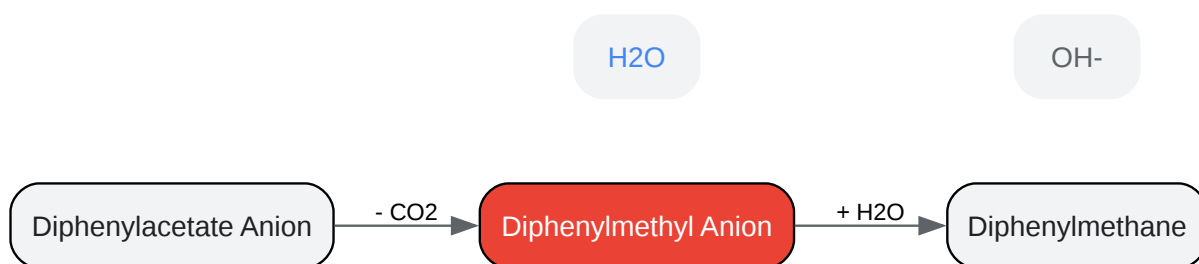 H2O
OH-
- CO2
+ H2O
Diphenylacetate Anion
Diphenylmethyl Anion
Diphenylmethane